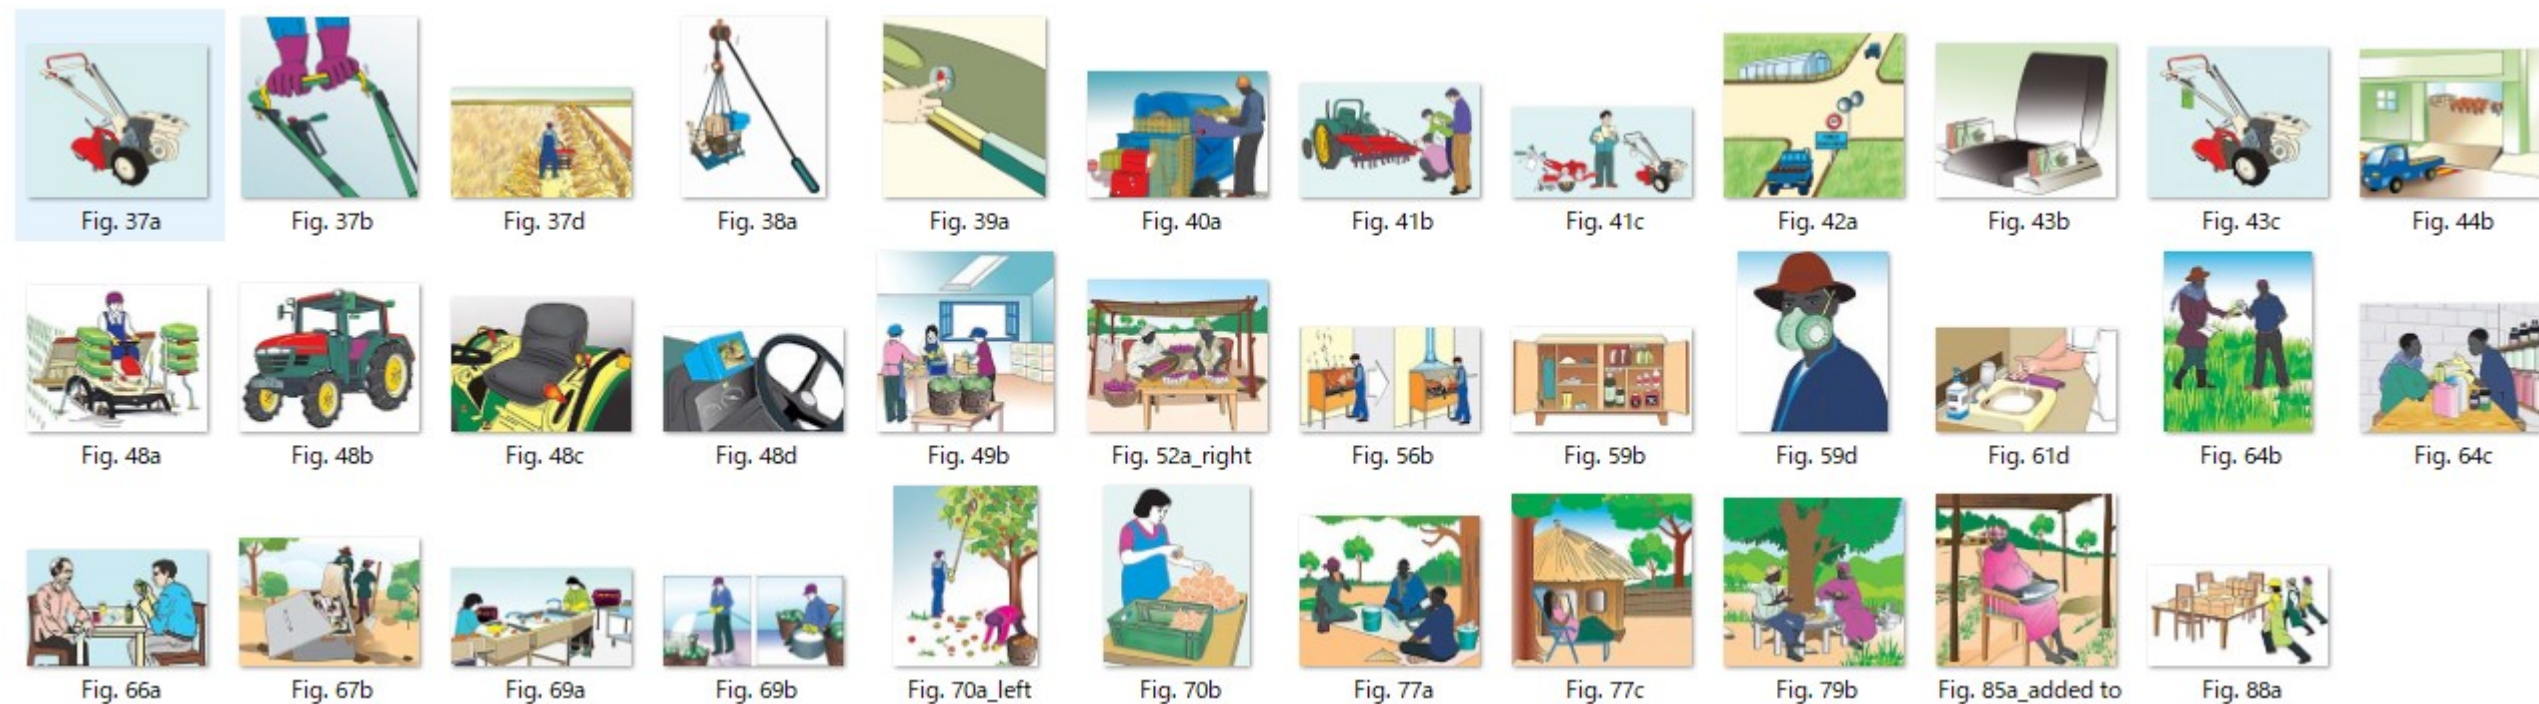 Fig. 37a Fig. 37b Fig. 37d Fig. 38a Fig. 39a Fig. 40a Fig. 41b Fig. 41c Fig. 42a Fig. 43b Fig. 43c Fig. 44b
Fig. 48a Fig. 48b Fig. 48c Fig. 48d Fig. 49b Fig. 52a_right Fig. 56b Fig. 59b Fig. 59d Fig. 61d Fig. 64b Fig. 64c
Fig. 66a Fig. 67b Fig. 69a Fig. 69b Fig. 70a_left Fig. 70b Fig. 77a Fig. 77c Fig. 79b Fig. 85a_added to Fig. 88a